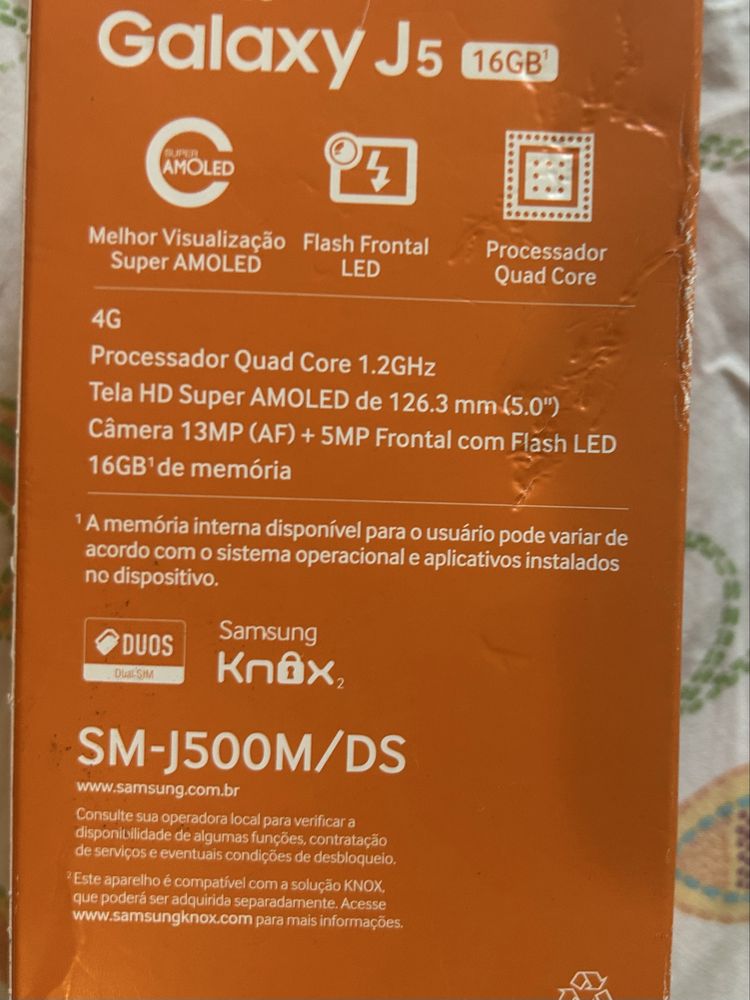 Galaxy J5 16GB¹
SUPER
AMOLED
Melhor Visualização
Super AMOLED
Flash Frontal
LED
Processador
Quad Core
4G
Processador Quad Core 1.2GHz
Tela HD Super AMOLED de 126.3 mm (5.0")
Câmera 13MP (AF) + 5MP Frontal com Flash LED
16GB¹ de memória
¹ A memória interna disponível para o usuário pode variar de
acordo com o sistema operacional e aplicativos instalados
no dispositivo.
DUOS
Dual SIM
Samsung
Knox₂
SM-J500M/DS
www.samsung.com.br
Consulte sua operadora local para verificar a
disponibilidade de algumas funções, contratação
de serviços e eventuais condições de desbloqueio.
²Este aparelho é compatível com a solução KNOX,
que poderá ser adquirida separadamente. Acesse
www.samsungknox.com para mais informações.